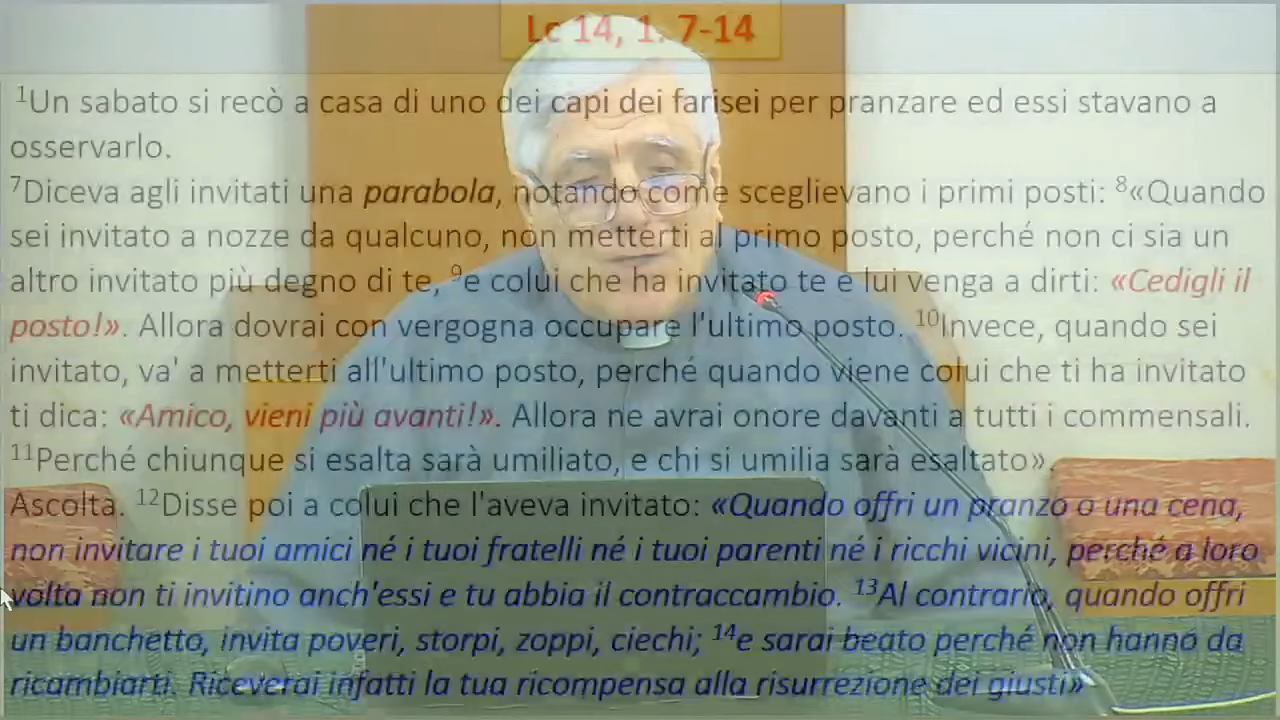 Lc 14, 1. 7-14
¹Un sabato si recò a casa di uno dei capi dei farisei per pranzare ed essi stavano a
osservarlo.
⁷Diceva agli invitati una parabola, notando come sceglievano i primi posti: ⁸«Quando
sei invitato a nozze da qualcuno, non metterti al primo posto, perché non ci sia un
altro invitato più degno di te, ⁹e colui che ha invitato te e lui venga a dirti: «Cedigli il
posto!». Allora dovrai con vergogna occupare l'ultimo posto. ¹⁰Invece, quando sei
invitato, va' a metterti all'ultimo posto, perché quando viene colui che ti ha invitato
ti dica: «Amico, vieni più avanti!». Allora ne avrai onore davanti a tutti i commensali.
¹¹Perché chiunque si esalta sarà umiliato, e chi si umilia sarà esaltato».
Ascolta. ¹²Disse poi a colui che l'aveva invitato: «Quando offri un pranzo o una cena,
non invitare i tuoi amici né i tuoi fratelli né i tuoi parenti né i ricchi vicini, perché a loro
volta non ti invitino anch'essi e tu abbia il contraccambio. ¹³Al contrario, quando offri
un banchetto, invita poveri, storpi, zoppi, ciechi; ¹⁴e sarai beato perché non hanno da
ricambiarti. Riceverai infatti la tua ricompensa alla risurrezione dei giusti»